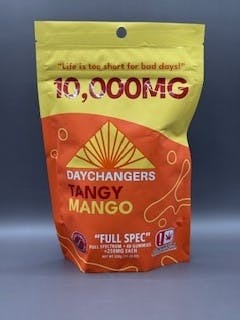 "Life is too short for bad days!"
10,000MG
DAYCHANGERS
TANGY
MANGO
"FULL SPEC"
FULL SPECTRUM • 40 GUMMIES
+250MG EACH